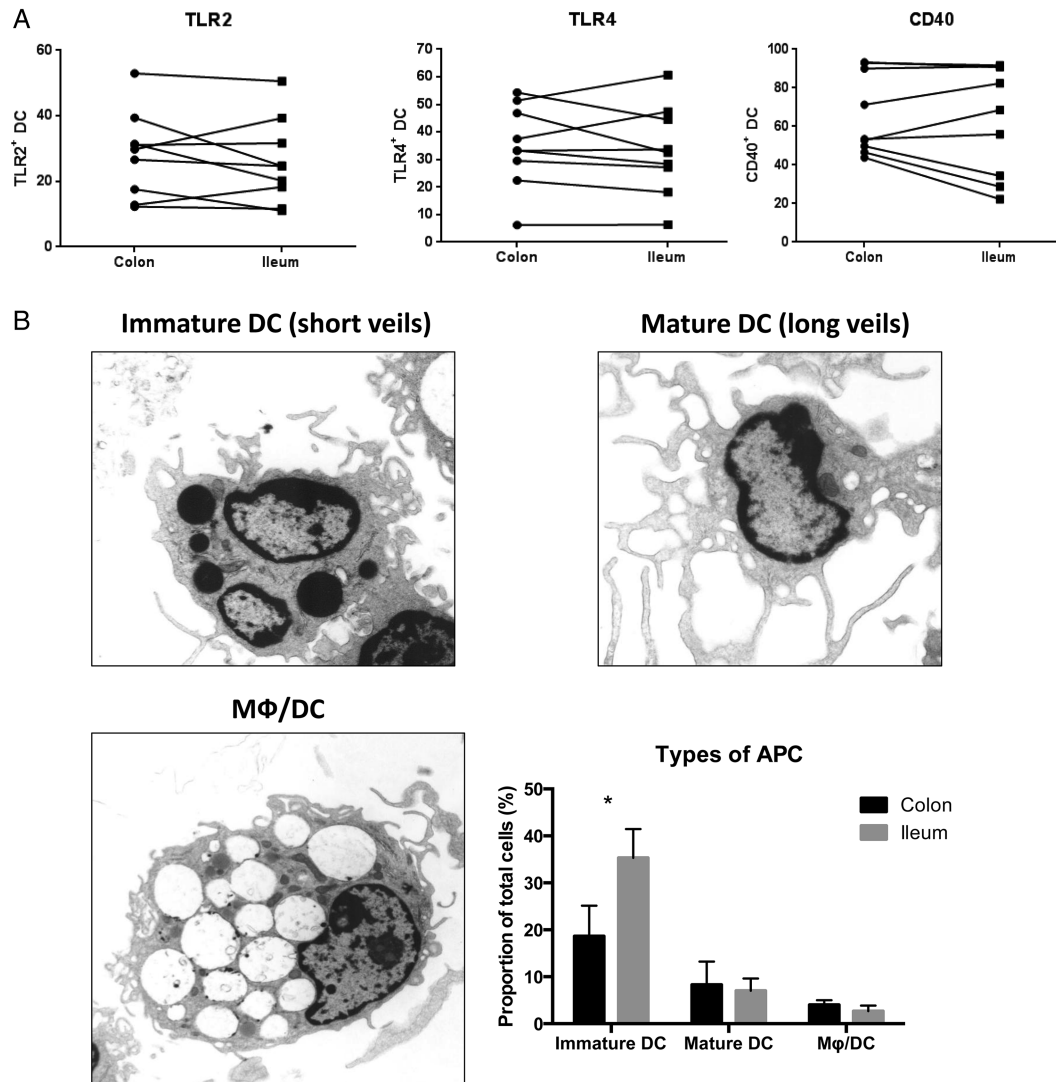 A
TLR2
TLR2+ DC
60
40
20
0
Colon
Ileum
TLR4
TLR4+ DC
70
60
50
40
30
20
10
0
Colon
Ileum
CD40
CD40+ DC
100
80
60
40
20
0
Colon
Ileum
B
Immature DC (short veils)
Mature DC (long veils)
MΦ/DC
Types of APC
Proportion of total cells (%)
50
40
30
20
10
0
*
Colon
Ileum
Immature DC
Mature DC
Mφ/DC